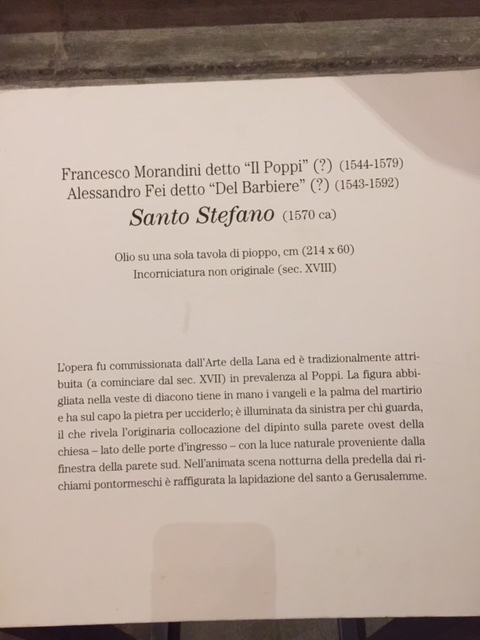 Francesco Morandini detto “Il Poppi” (?) (1544-1579)
Alessandro Fei detto “Del Barbiere” (?) (1543-1592)
Santo Stefano (1570 ca)
Olio su una sola tavola di pioppo, cm (214 x 60)
Incorniciatura non originale (sec. XVIII)
L'opera fu commissionata dall'Arte della Lana ed è tradizionalmente attri-
buita (a cominciare dal sec. XVII) in prevalenza al Poppi. La figura abbi-
gliata nella veste di diacono tiene in mano i vangeli e la palma del martirio
e ha sul capo la pietra per ucciderlo; è illuminata da sinistra per chi guarda,
il che rivela l'originaria collocazione del dipinto sulla parete ovest della
chiesa – lato delle porte d'ingresso – con la luce naturale proveniente dalla
finestra della parete sud. Nell'animata scena notturna della predella dai ri-
chiami pontormeschi è raffigurata la lapidazione del santo a Gerusalemme.